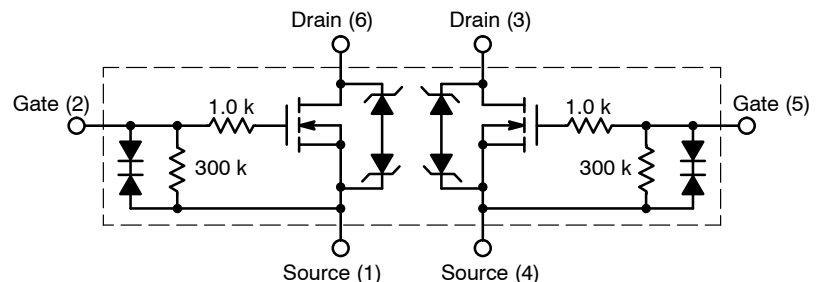 Drain (6)
Drain (3)
Gate (2)
1.0 k
1.0 k
Gate (5)
300 k
300 k
Source (1)
Source (4)